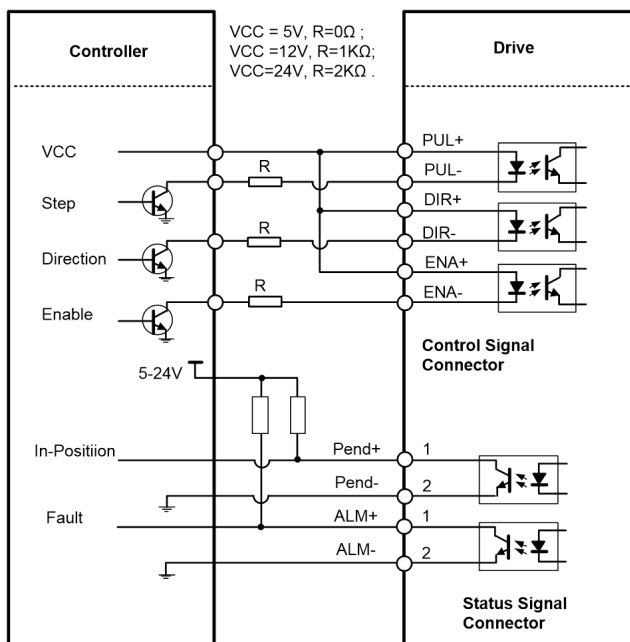 Controller
VCC = 5V, R=0Ω ;
VCC =12V, R=1KΩ;
VCC=24V, R=2KΩ .
Drive
VCC
PUL+
R
PUL-
Step
DIR+
R
DIR-
Direction
ENA+
R
ENA-
Enable
Control Signal
Connector
5-24V
In-Positiion
Pend+
1
Pend-
2
Fault
ALM+
1
ALM-
2
Status Signal
Connector